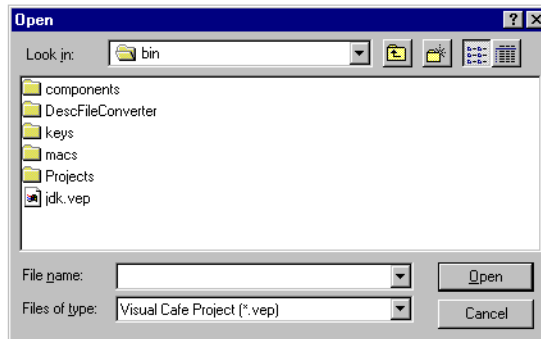 Open
Look in: bin
components
DescFileConverter
keys
macs
Projects
jdk.vep
File name: Open
Files of type: Visual Cafe Project (*.vep) Cancel